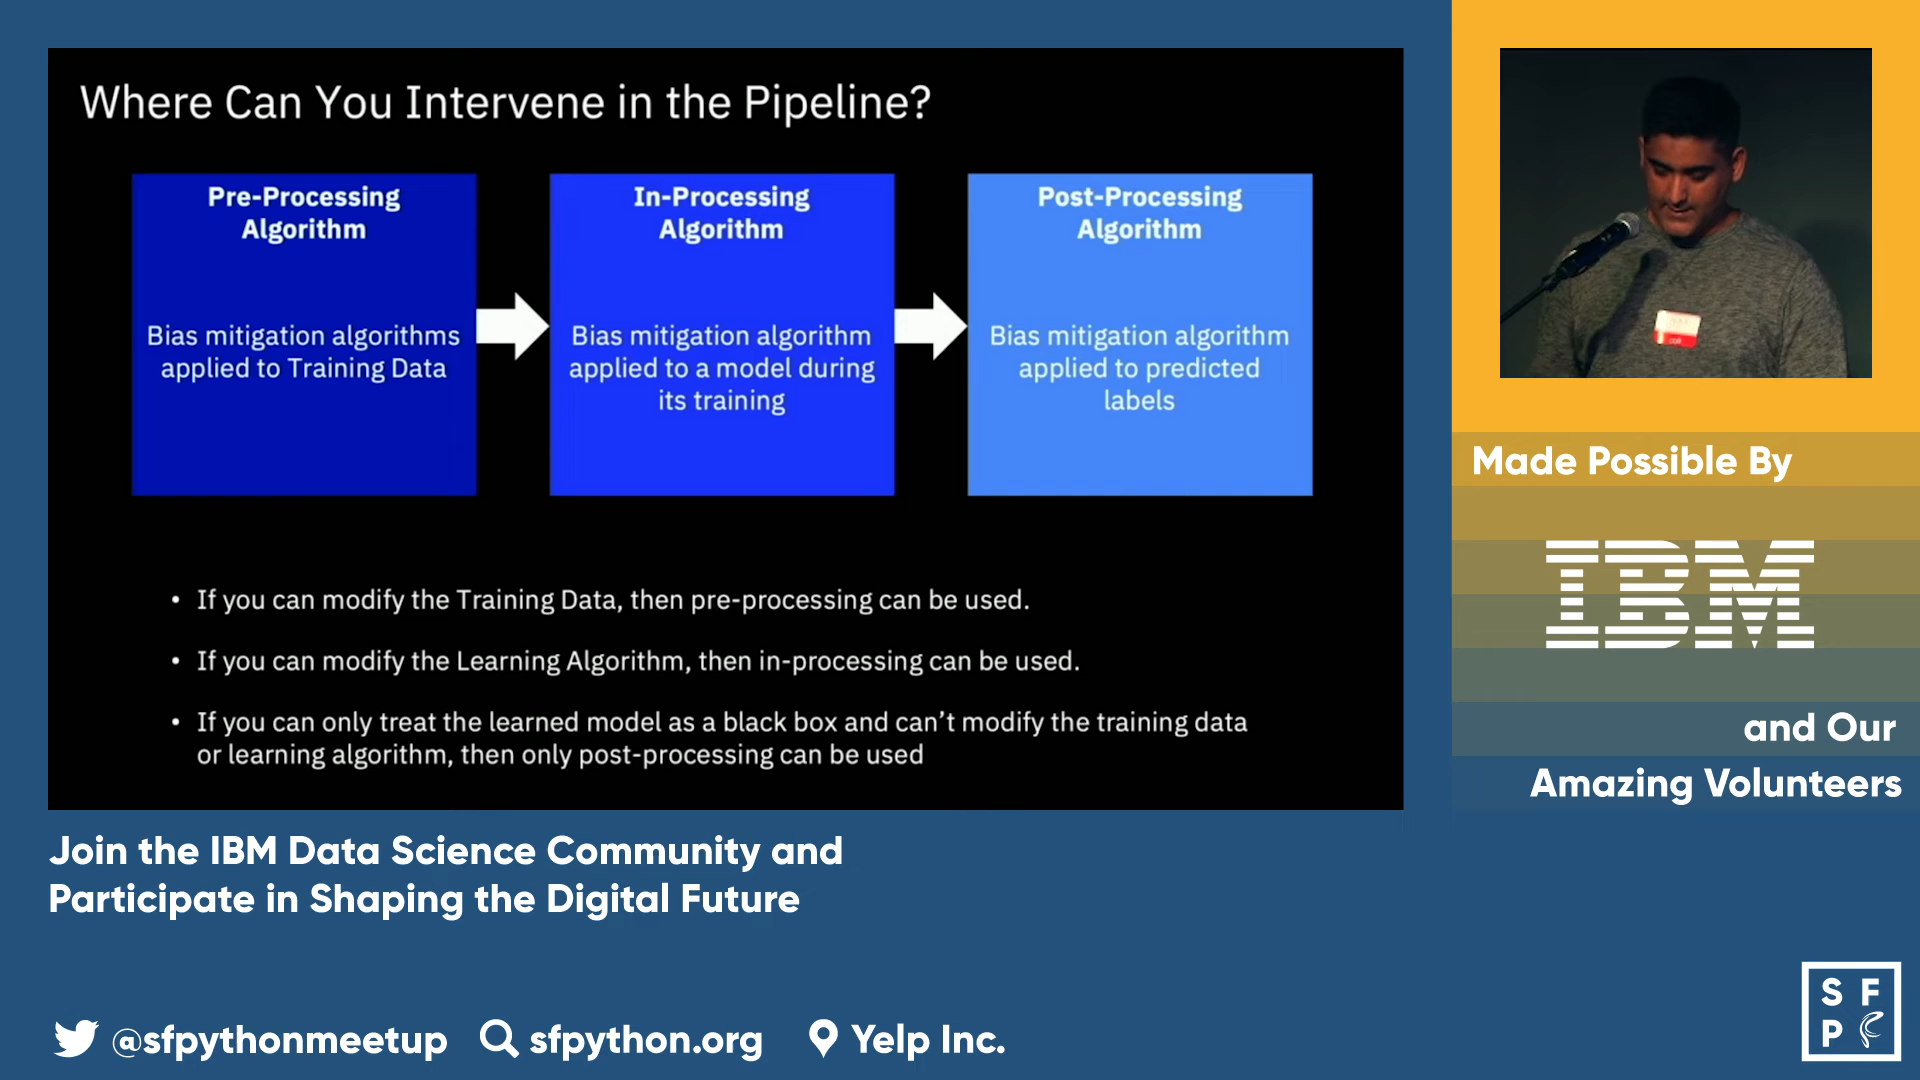 Where Can You Intervene in the Pipeline?
Pre-Processing
Algorithm
Bias mitigation algorithms
applied to Training Data
In-Processing
Algorithm
Bias mitigation algorithm
applied to a model during
its training
Post-Processing
Algorithm
Bias mitigation algorithm
applied to predicted
labels
• If you can modify the Training Data, then pre-processing can be used.
• If you can modify the Learning Algorithm, then in-processing can be used.
• If you can only treat the learned model as a black box and can’t modify the training data
or learning algorithm, then only post-processing can be used
Made Possible By
IBM
and Our
Amazing Volunteers
Join the IBM Data Science Community and
Participate in Shaping the Digital Future
@sfpythonmeetup sfpython.org Yelp Inc.
S F
P